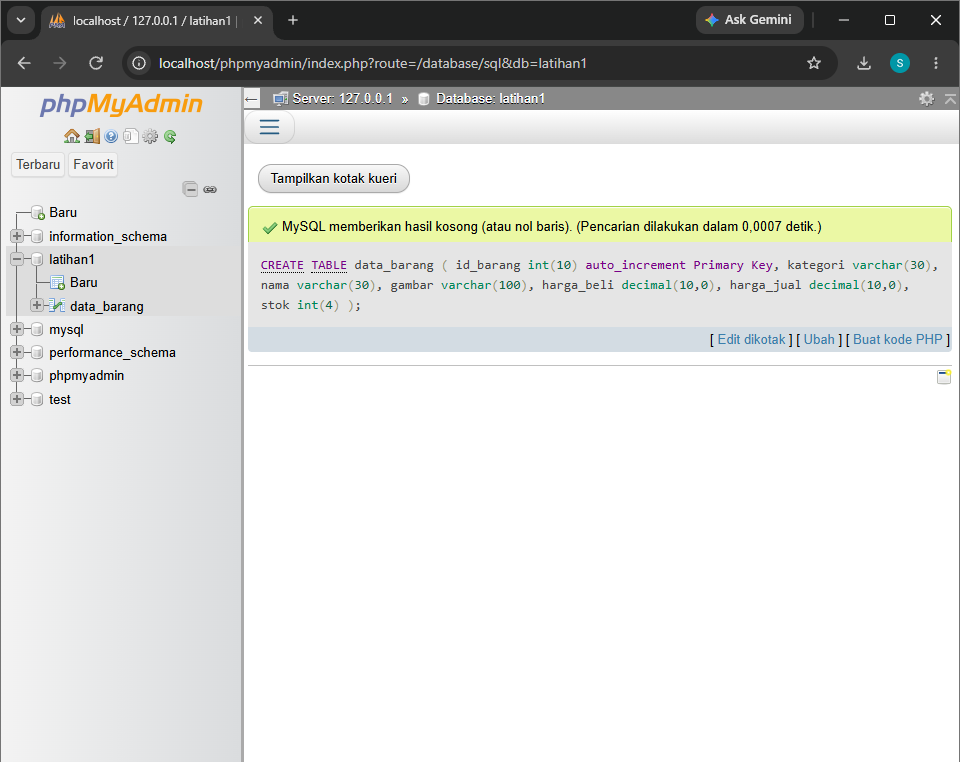 localhost / 127.0.0.1 / latihan1 |
Ask Gemini
localhost/phpmyadmin/index.php?route=/database/sql&db=latihan1
S
phpMyAdmin
Terbaru
Favorit
Baru
information_schema
latihan1
Baru
data_barang
mysql
performance_schema
phpmyadmin
test
Server: 127.0.0.1 » Database: latihan1
Tampilkan kotak kueri
MySQL memberikan hasil kosong (atau nol baris). (Pencarian dilakukan dalam 0,0007 detik.)
CREATE TABLE data_barang ( id_barang int(10) auto_increment Primary Key, kategori varchar(30),
nama varchar(30), gambar varchar(100), harga_beli decimal(10,0), harga_jual decimal(10,0),
stok int(4) );
[ Edit dikotak ] [ Ubah ] [ Buat kode PHP ]